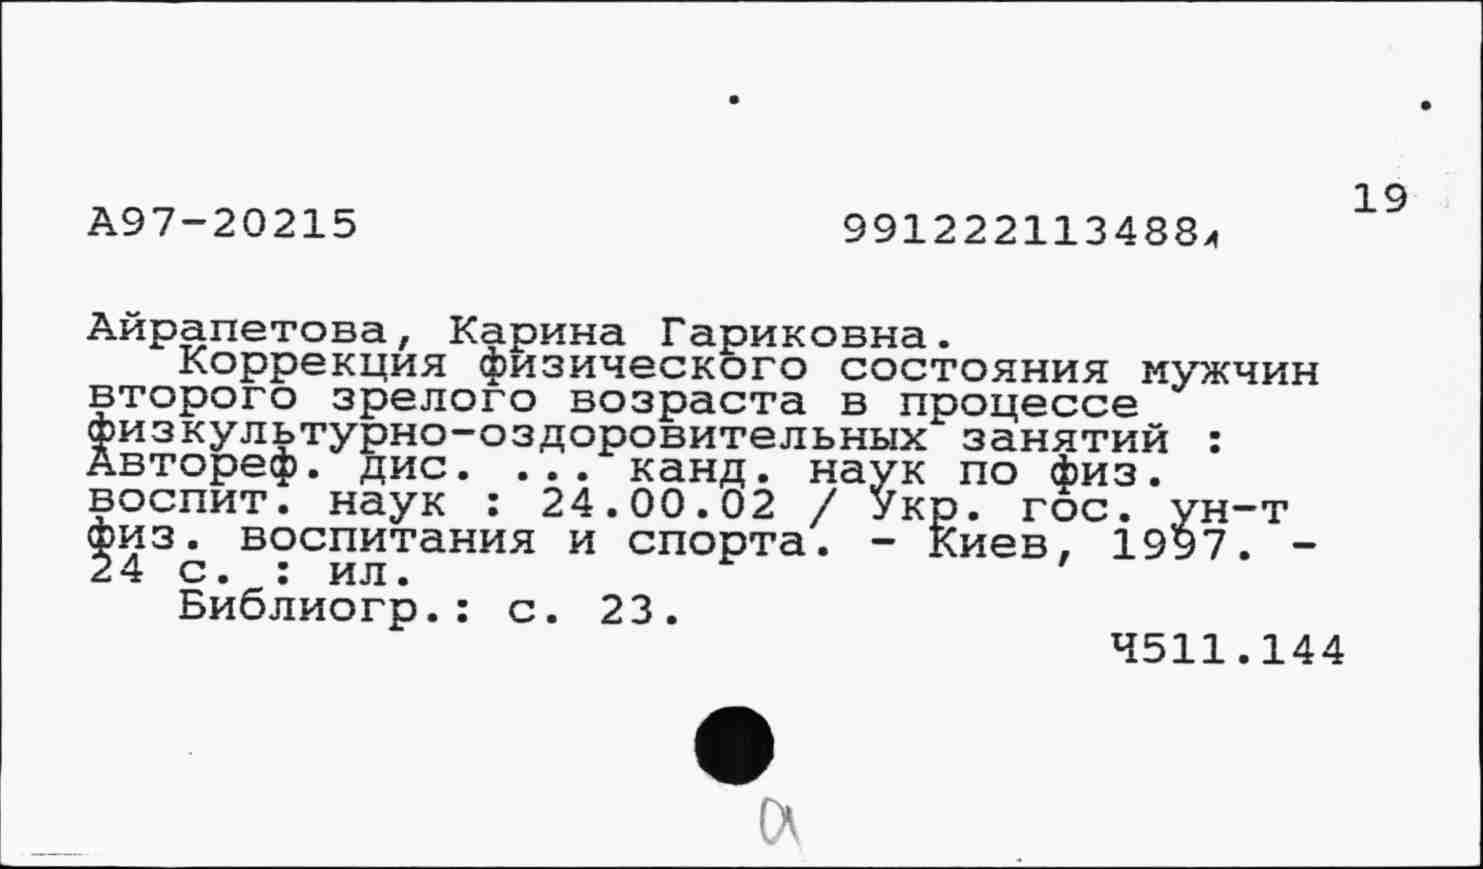 19
А97-20215 991222113488
Айрапетова, Карина Гариковна.
Коррекция физического состояния мужчин
второго зрелого возраста в процессе
физкультурно-оздоровительных занятий :
Автореф. дис. ... канд. наук по физ.
воспит. наук : 24.00.02 / Укр. гос. ун-т
физ. воспитания и спорта. - Киев, 1997. -
24 с. : ил.
Библиогр.: с. 23.
Ч511.144
а